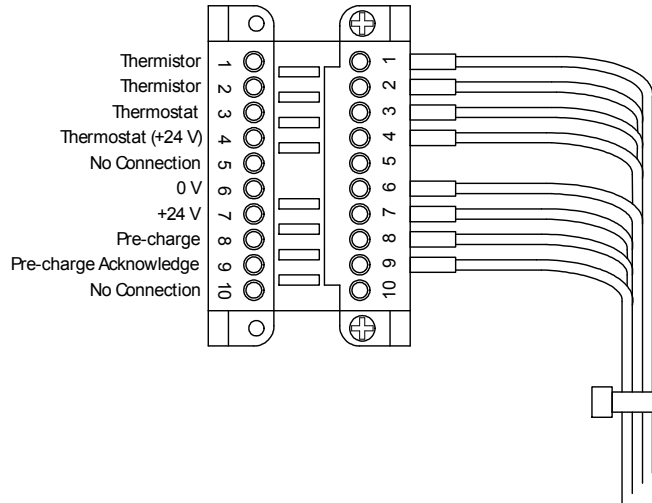 Thermistor 1 1
Thermistor 2 2
Thermostat 3 3
Thermostat (+24 V) 4 4
No Connection 5 5
0 V 6 6
+24 V 7 7
Pre-charge 8 8
Pre-charge Acknowledge 9 9
No Connection 10 10